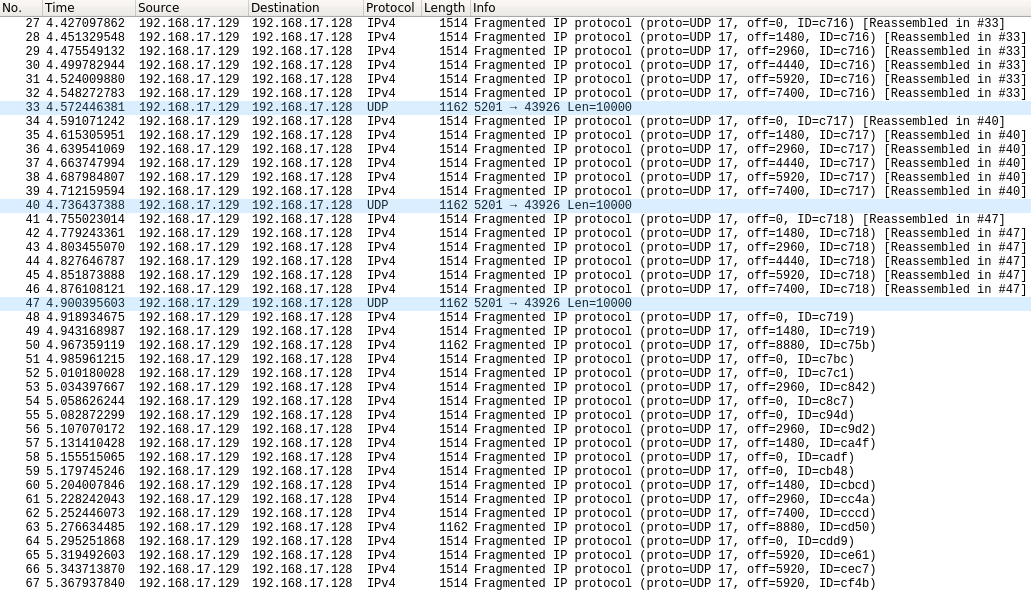 No. Time Source Destination Protocol Length Info
27 4.427097862 192.168.17.129 192.168.17.128 IPv4 1514 Fragmented IP protocol (proto=UDP 17, off=0, ID=c716) [Reassembled in #33]
28 4.451329548 192.168.17.129 192.168.17.128 IPv4 1514 Fragmented IP protocol (proto=UDP 17, off=1480, ID=c716) [Reassembled in #33]
29 4.475549132 192.168.17.129 192.168.17.128 IPv4 1514 Fragmented IP protocol (proto=UDP 17, off=2960, ID=c716) [Reassembled in #33]
30 4.499782944 192.168.17.129 192.168.17.128 IPv4 1514 Fragmented IP protocol (proto=UDP 17, off=4440, ID=c716) [Reassembled in #33]
31 4.524009880 192.168.17.129 192.168.17.128 IPv4 1514 Fragmented IP protocol (proto=UDP 17, off=5920, ID=c716) [Reassembled in #33]
32 4.548272783 192.168.17.129 192.168.17.128 IPv4 1514 Fragmented IP protocol (proto=UDP 17, off=7400, ID=c716) [Reassembled in #33]
33 4.572446381 192.168.17.129 192.168.17.128 UDP 1162 5201 → 43926 Len=10000
34 4.591071242 192.168.17.129 192.168.17.128 IPv4 1514 Fragmented IP protocol (proto=UDP 17, off=0, ID=c717) [Reassembled in #40]
35 4.615305951 192.168.17.129 192.168.17.128 IPv4 1514 Fragmented IP protocol (proto=UDP 17, off=1480, ID=c717) [Reassembled in #40]
36 4.639541069 192.168.17.129 192.168.17.128 IPv4 1514 Fragmented IP protocol (proto=UDP 17, off=2960, ID=c717) [Reassembled in #40]
37 4.663747994 192.168.17.129 192.168.17.128 IPv4 1514 Fragmented IP protocol (proto=UDP 17, off=4440, ID=c717) [Reassembled in #40]
38 4.687984807 192.168.17.129 192.168.17.128 IPv4 1514 Fragmented IP protocol (proto=UDP 17, off=5920, ID=c717) [Reassembled in #40]
39 4.712159594 192.168.17.129 192.168.17.128 IPv4 1514 Fragmented IP protocol (proto=UDP 17, off=7400, ID=c717) [Reassembled in #40]
40 4.736437388 192.168.17.129 192.168.17.128 UDP 1162 5201 → 43926 Len=10000
41 4.755023014 192.168.17.129 192.168.17.128 IPv4 1514 Fragmented IP protocol (proto=UDP 17, off=0, ID=c718) [Reassembled in #47]
42 4.779243361 192.168.17.129 192.168.17.128 IPv4 1514 Fragmented IP protocol (proto=UDP 17, off=1480, ID=c718) [Reassembled in #47]
43 4.803455070 192.168.17.129 192.168.17.128 IPv4 1514 Fragmented IP protocol (proto=UDP 17, off=2960, ID=c718) [Reassembled in #47]
44 4.827646787 192.168.17.129 192.168.17.128 IPv4 1514 Fragmented IP protocol (proto=UDP 17, off=4440, ID=c718) [Reassembled in #47]
45 4.851873888 192.168.17.129 192.168.17.128 IPv4 1514 Fragmented IP protocol (proto=UDP 17, off=5920, ID=c718) [Reassembled in #47]
46 4.876108121 192.168.17.129 192.168.17.128 IPv4 1514 Fragmented IP protocol (proto=UDP 17, off=7400, ID=c718) [Reassembled in #47]
47 4.900395603 192.168.17.129 192.168.17.128 UDP 1162 5201 → 43926 Len=10000
48 4.918934675 192.168.17.129 192.168.17.128 IPv4 1514 Fragmented IP protocol (proto=UDP 17, off=0, ID=c719)
49 4.943168987 192.168.17.129 192.168.17.128 IPv4 1514 Fragmented IP protocol (proto=UDP 17, off=1480, ID=c719)
50 4.967359119 192.168.17.129 192.168.17.128 IPv4 1162 Fragmented IP protocol (proto=UDP 17, off=8880, ID=c75b)
51 4.985961215 192.168.17.129 192.168.17.128 IPv4 1514 Fragmented IP protocol (proto=UDP 17, off=0, ID=c7bc)
52 5.010180028 192.168.17.129 192.168.17.128 IPv4 1514 Fragmented IP protocol (proto=UDP 17, off=0, ID=c7c1)
53 5.034397667 192.168.17.129 192.168.17.128 IPv4 1514 Fragmented IP protocol (proto=UDP 17, off=2960, ID=c842)
54 5.058626244 192.168.17.129 192.168.17.128 IPv4 1514 Fragmented IP protocol (proto=UDP 17, off=0, ID=c8c7)
55 5.082872299 192.168.17.129 192.168.17.128 IPv4 1514 Fragmented IP protocol (proto=UDP 17, off=0, ID=c94d)
56 5.107070172 192.168.17.129 192.168.17.128 IPv4 1514 Fragmented IP protocol (proto=UDP 17, off=2960, ID=c9d2)
57 5.131410428 192.168.17.129 192.168.17.128 IPv4 1514 Fragmented IP protocol (proto=UDP 17, off=1480, ID=ca4f)
58 5.155515065 192.168.17.129 192.168.17.128 IPv4 1514 Fragmented IP protocol (proto=UDP 17, off=0, ID=cadf)
59 5.179745246 192.168.17.129 192.168.17.128 IPv4 1514 Fragmented IP protocol (proto=UDP 17, off=0, ID=cb48)
60 5.204007846 192.168.17.129 192.168.17.128 IPv4 1514 Fragmented IP protocol (proto=UDP 17, off=1480, ID=cbcd)
61 5.228242043 192.168.17.129 192.168.17.128 IPv4 1514 Fragmented IP protocol (proto=UDP 17, off=2960, ID=cc4a)
62 5.252446073 192.168.17.129 192.168.17.128 IPv4 1514 Fragmented IP protocol (proto=UDP 17, off=7400, ID=cccd)
63 5.276634485 192.168.17.129 192.168.17.128 IPv4 1162 Fragmented IP protocol (proto=UDP 17, off=8880, ID=cd50)
64 5.295251868 192.168.17.129 192.168.17.128 IPv4 1514 Fragmented IP protocol (proto=UDP 17, off=0, ID=cdd9)
65 5.319492603 192.168.17.129 192.168.17.128 IPv4 1514 Fragmented IP protocol (proto=UDP 17, off=5920, ID=ce61)
66 5.343713870 192.168.17.129 192.168.17.128 IPv4 1514 Fragmented IP protocol (proto=UDP 17, off=5920, ID=cec7)
67 5.367937840 192.168.17.129 192.168.17.128 IPv4 1514 Fragmented IP protocol (proto=UDP 17, off=5920, ID=cf4b)